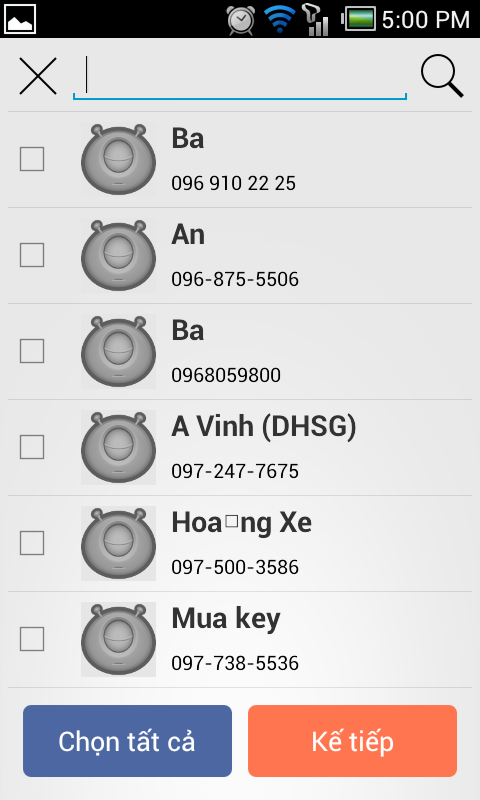 5:00 PM
Ba
096 910 22 25
An
096-875-5506
Ba
0968059800
A Vinh (DHSG)
097-247-7675
Hoa□ng Xe
097-500-3586
Mua key
097-738-5536
Chọn tất cả
Kế tiếp